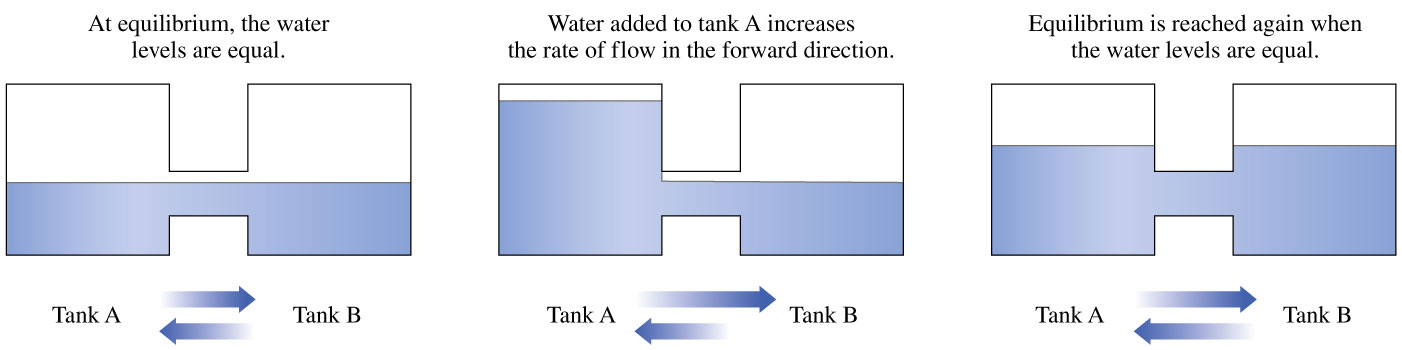 At equilibrium, the water
levels are equal.
Water added to tank A increases
the rate of flow in the forward direction.
Equilibrium is reached again when
the water levels are equal.
Tank A
Tank B
Tank A
Tank B
Tank A
Tank B